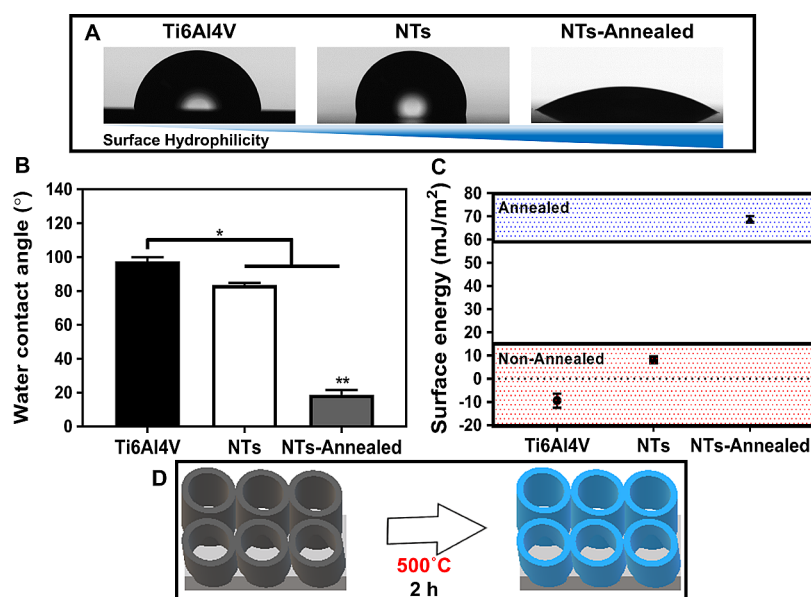 A
Ti6Al4V
NTs
NTs-Annealed
Surface Hydrophilicity
B
Water contact angle (°)
140
120
100
80
60
40
20
0
*
**
Ti6Al4V
NTs
NTs-Annealed
C
Surface energy (mJ/m²)
80
70
60
50
40
30
20
10
0
-10
-20
Annealed
Non-Annealed
Ti6Al4V
NTs
NTs-Annealed
D
500°C
2 h